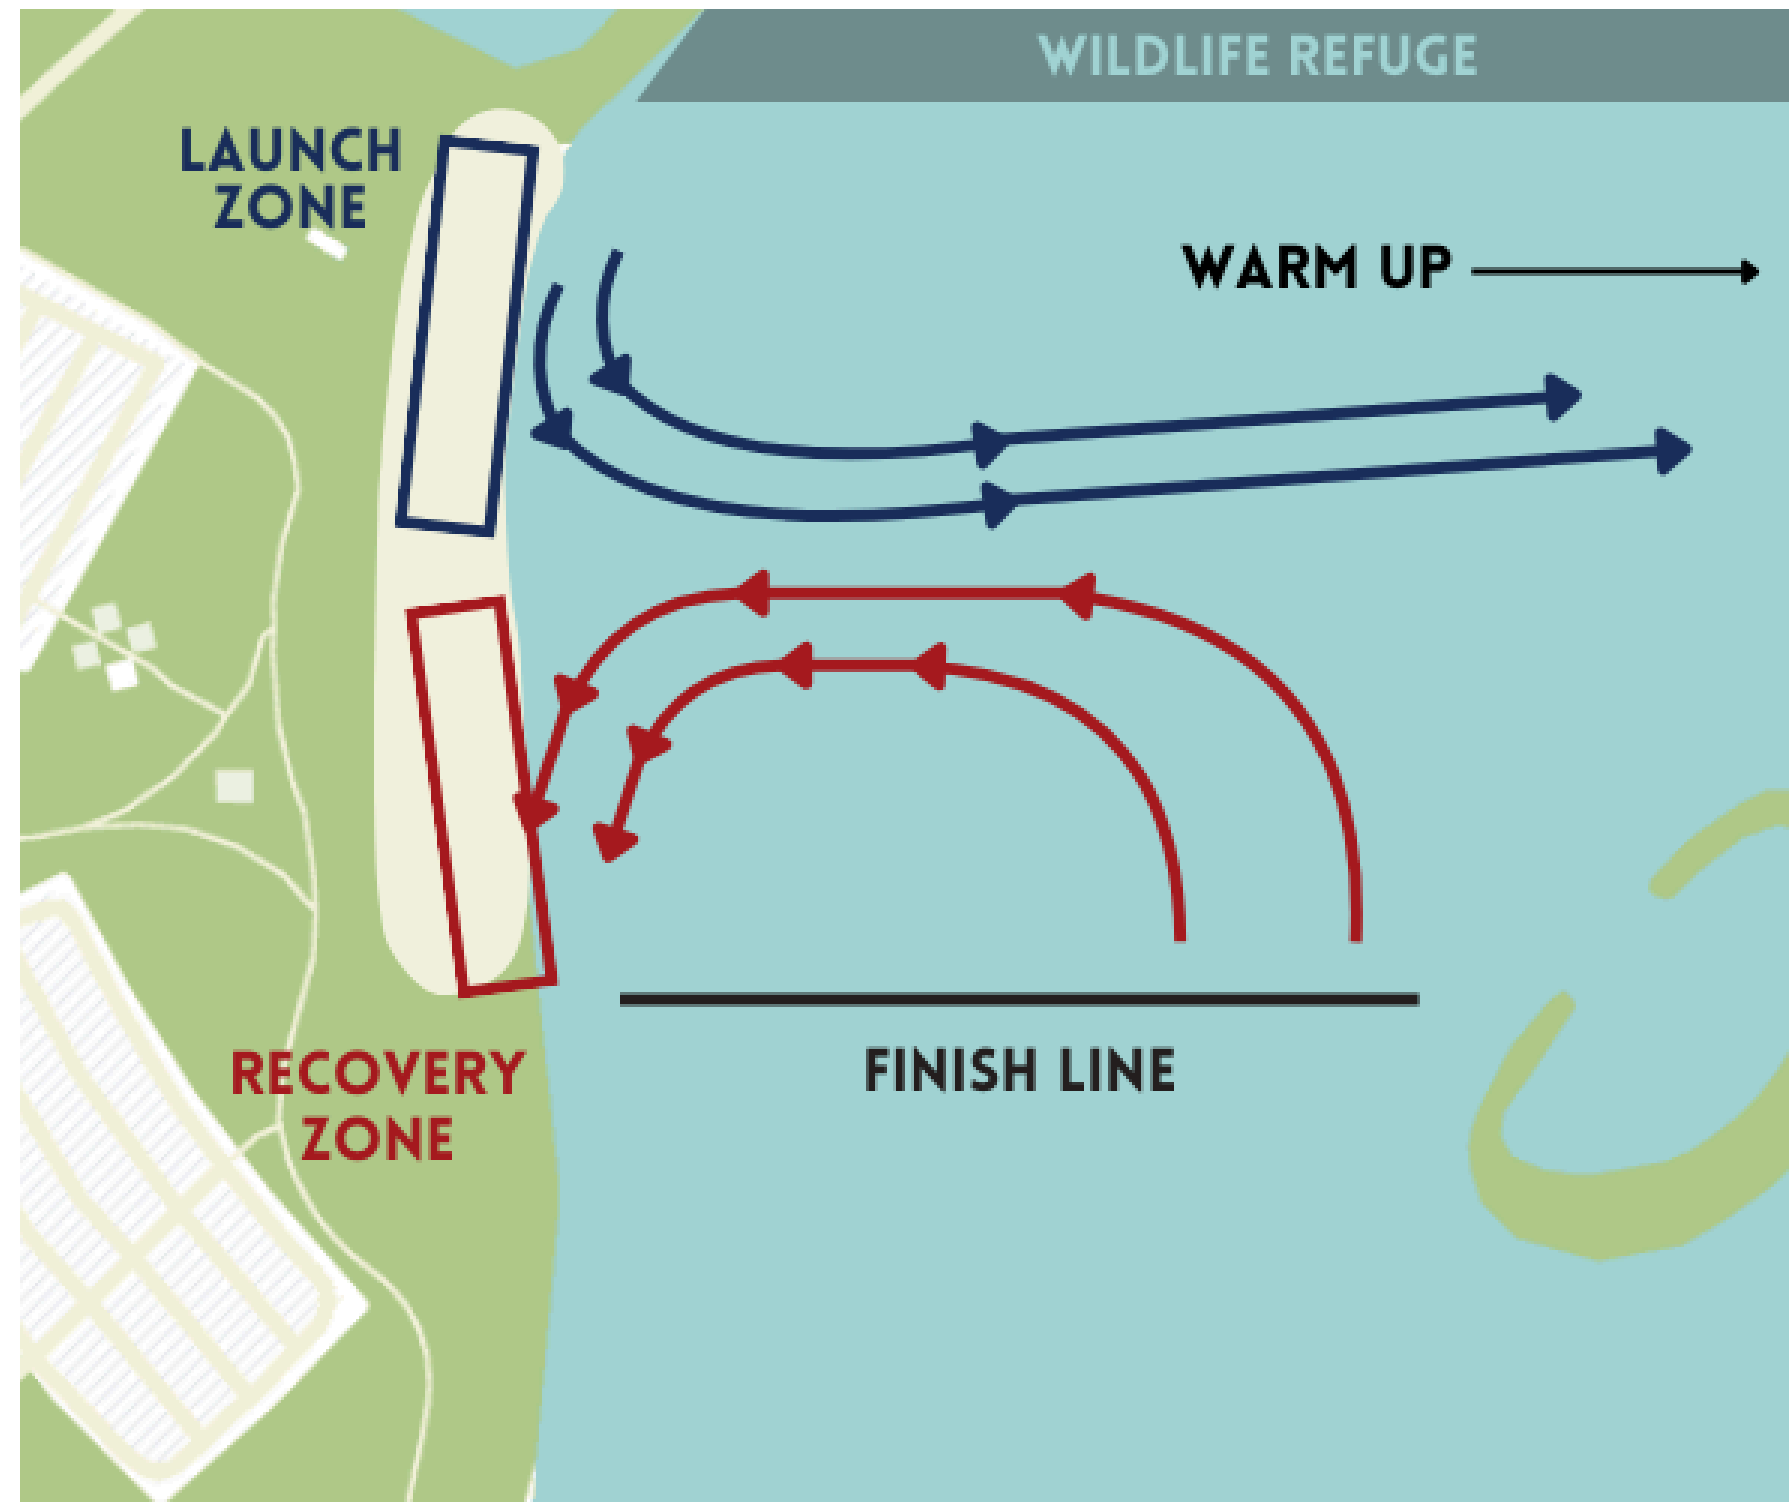 WILDLIFE REFUGE
LAUNCH
ZONE
WARM UP
RECOVERY
ZONE
FINISH LINE